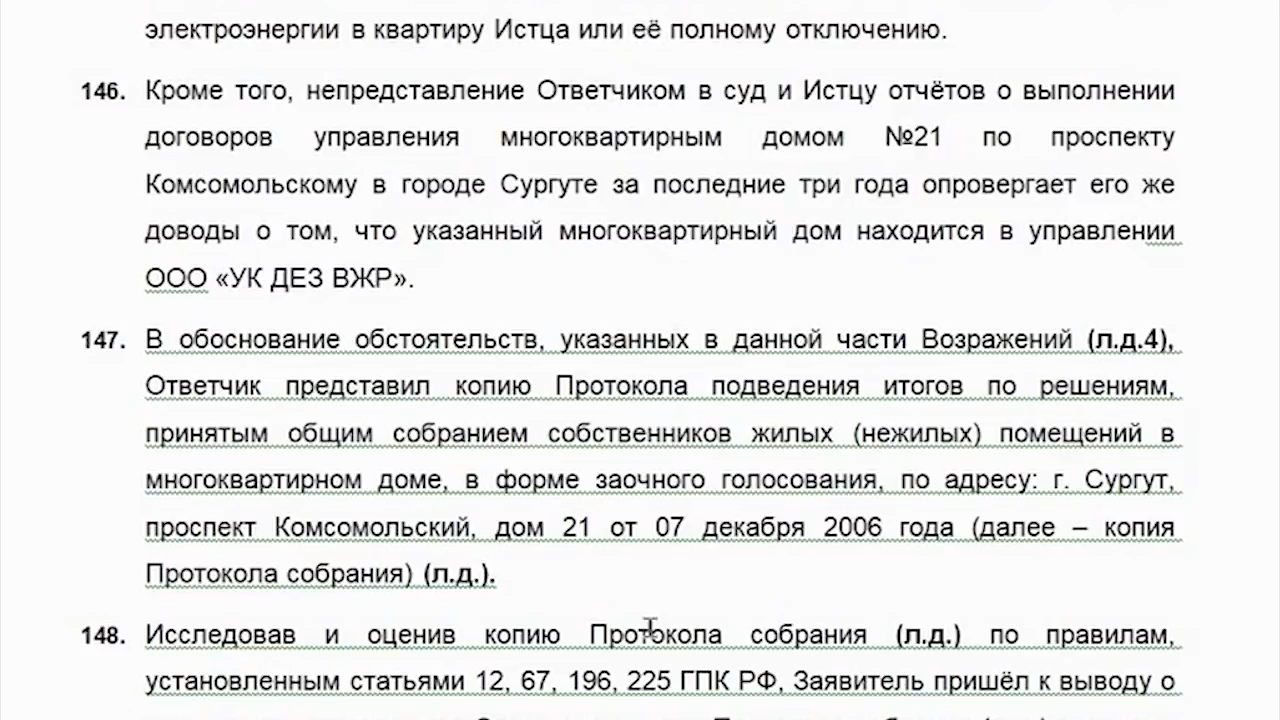 электроэнергии в квартиру Истца или её полному отключению.
146. Кроме того, непредставление Ответчиком в суд и Истцу отчётов о выполнении
договоров управления многоквартирным домом №21 по проспекту
Комсомольскому в городе Сургуте за последние три года опровергает его же
доводы о том, что указанный многоквартирный дом находится в управлении
ООО «УК ДЕЗ ВЖР».
147. В обоснование обстоятельств, указанных в данной части Возражений (л.д.4),
Ответчик представил копию Протокола подведения итогов по решениям,
принятым общим собранием собственников жилых (нежилых) помещений в
многоквартирном доме, в форме заочного голосования, по адресу: г. Сургут,
проспект Комсомольский, дом 21 от 07 декабря 2006 года (далее – копия
Протокола собрания) (л.д.).
148. Исследовав и оценив копию Протокола собрания (л.д.) по правилам,
установленным статьями 12, 67, 196, 225 ГПК РФ, Заявитель пришёл к выводу о